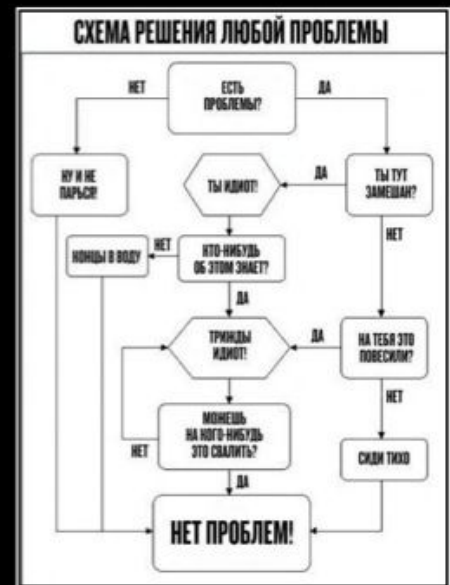 СХЕМА РЕШЕНИЯ ЛЮБОЙ ПРОБЛЕМЫ
НЕТ
ЕСТЬ
ПРОБЛЕМЫ?
ДА
НУ И НЕ
ПАРЬСЯ!
ТЫ ИДИОТ!
ДА
ТЫ ТУТ
ЗАМЕШАН?
КОНЦЫ В ВОДУ
НЕТ
КТО-НИБУДЬ
ОБ ЭТОМ ЗНАЕТ?
НЕТ
ДА
ТРИЖДЫ
ИДИОТ!
ДА
НА ТЕБЯ ЭТО
ПОВЕСИЛИ?
НЕТ
МОЖЕШЬ
НА КОГО-НИБУДЬ
ЭТО СВАЛИТЬ?
НЕТ
СИДИ ТИХО
ДА
НЕТ ПРОБЛЕМ!